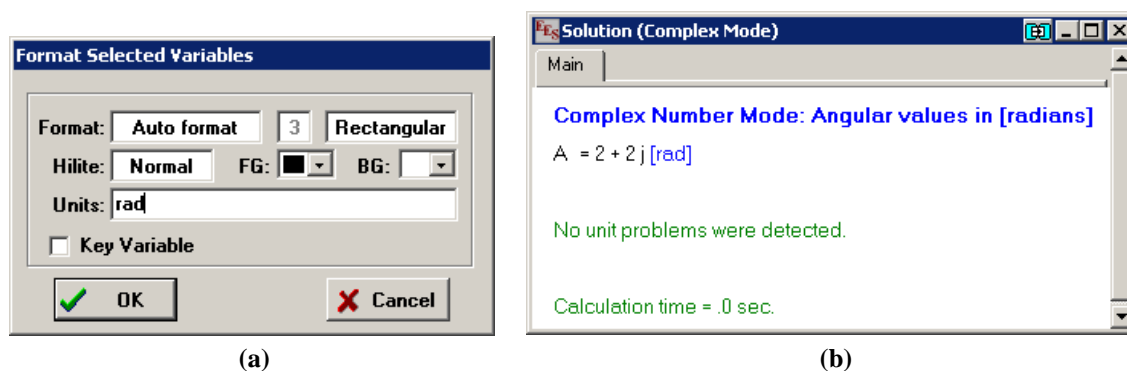 Format Selected Variables
Format: Auto format 3 Rectangular
Hilite: Normal FG: BG:
Units: rad
Key Variable
OK Cancel
(a)
EES Solution (Complex Mode)
Main
Complex Number Mode: Angular values in [radians]
A = 2 + 2 j [rad]
No unit problems were detected.
Calculation time = .0 sec.
(b)